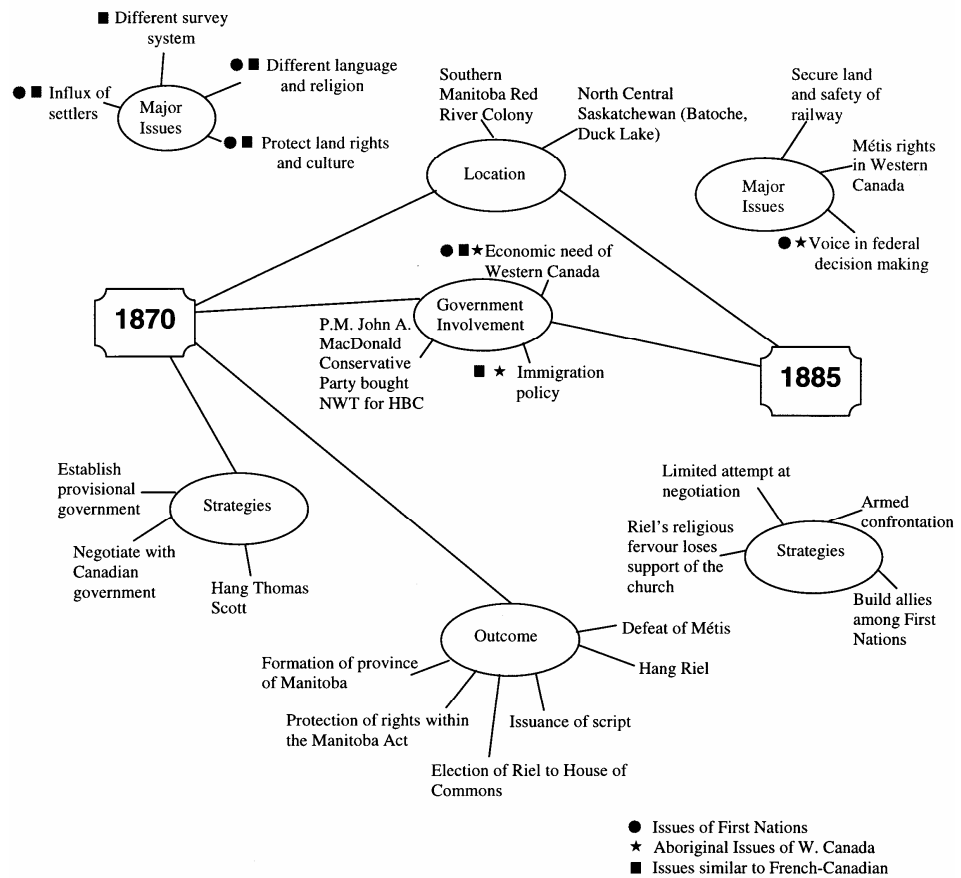 ■ Different survey
system
● ■ Different language
and religion
● ■ Influx of
settlers
Major
Issues
● ■ Protect land rights
and culture
Southern
Manitoba Red
River Colony
North Central
Saskatchewan (Batoche,
Duck Lake)
Location
Secure land
and safety of
railway
Métis rights
in Western
Canada
Major
Issues
● ★ Voice in federal
decision making
● ■ ★ Economic need of
Western Canada
Government
Involvement
1870
P.M. John A.
MacDonald
Conservative
Party bought
NWT for HBC
■ ★ Immigration
policy
1885
Establish
provisional
government
Strategies
Negotiate with
Canadian
government
Hang Thomas
Scott
Limited attempt at
negotiation
Armed
confrontation
Riel's religious
fervour loses
support of the
church
Strategies
Build allies
among First
Nations
Outcome
Defeat of Métis
Hang Riel
Formation of province
of Manitoba
Protection of rights within
the Manitoba Act
Issuance of script
Election of Riel to House of
Commons
● Issues of First Nations
★ Aboriginal Issues of W. Canada
■ Issues similar to French-Canadian